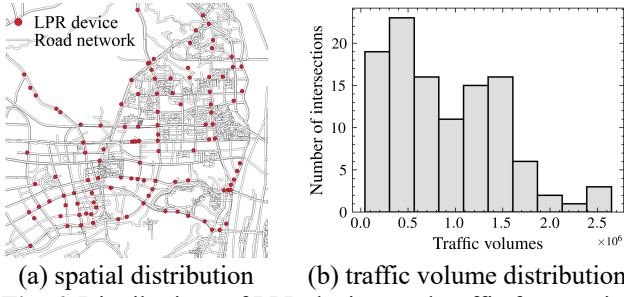 LPR device
Road network
Number of intersections
20
15
10
5
0
0.0 0.5 1.0 1.5 2.0 2.5
Traffic volumes
×10⁶
(a) spatial distribution
(b) traffic volume distribution